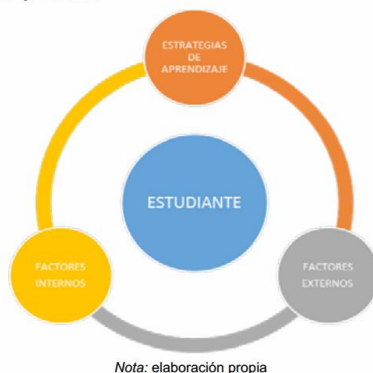 ESTRATEGIAS
DE
APRENDIZAJE
ESTUDIANTE
FACTORES
INTERNOS
FACTORES
EXTERNOS
Nota: elaboración propia